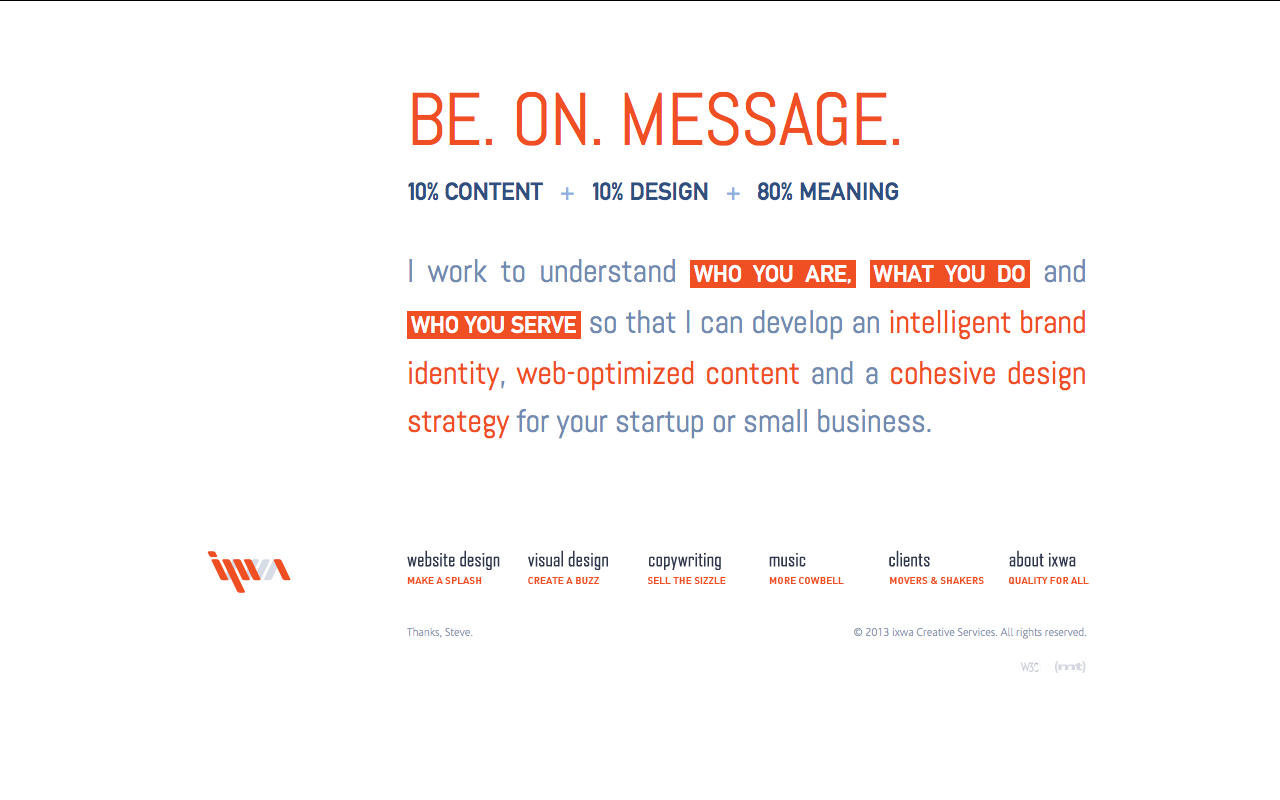 BE. ON. MESSAGE.
10% CONTENT + 10% DESIGN + 80% MEANING
I work to understand WHO YOU ARE, WHAT YOU DO and
WHO YOU SERVE so that I can develop an intelligent brand
identity, web-optimized content and a cohesive design
strategy for your startup or small business.
ixwa
website design visual design copywriting music clients about ixwa
MAKE A SPLASH CREATE A BUZZ SELL THE SIZZLE MORE COWBELL MOVERS & SHAKERS QUALITY FOR ALL
Thanks, Steve. © 2013 ixwa Creative Services. All rights reserved.
W3C (mt)